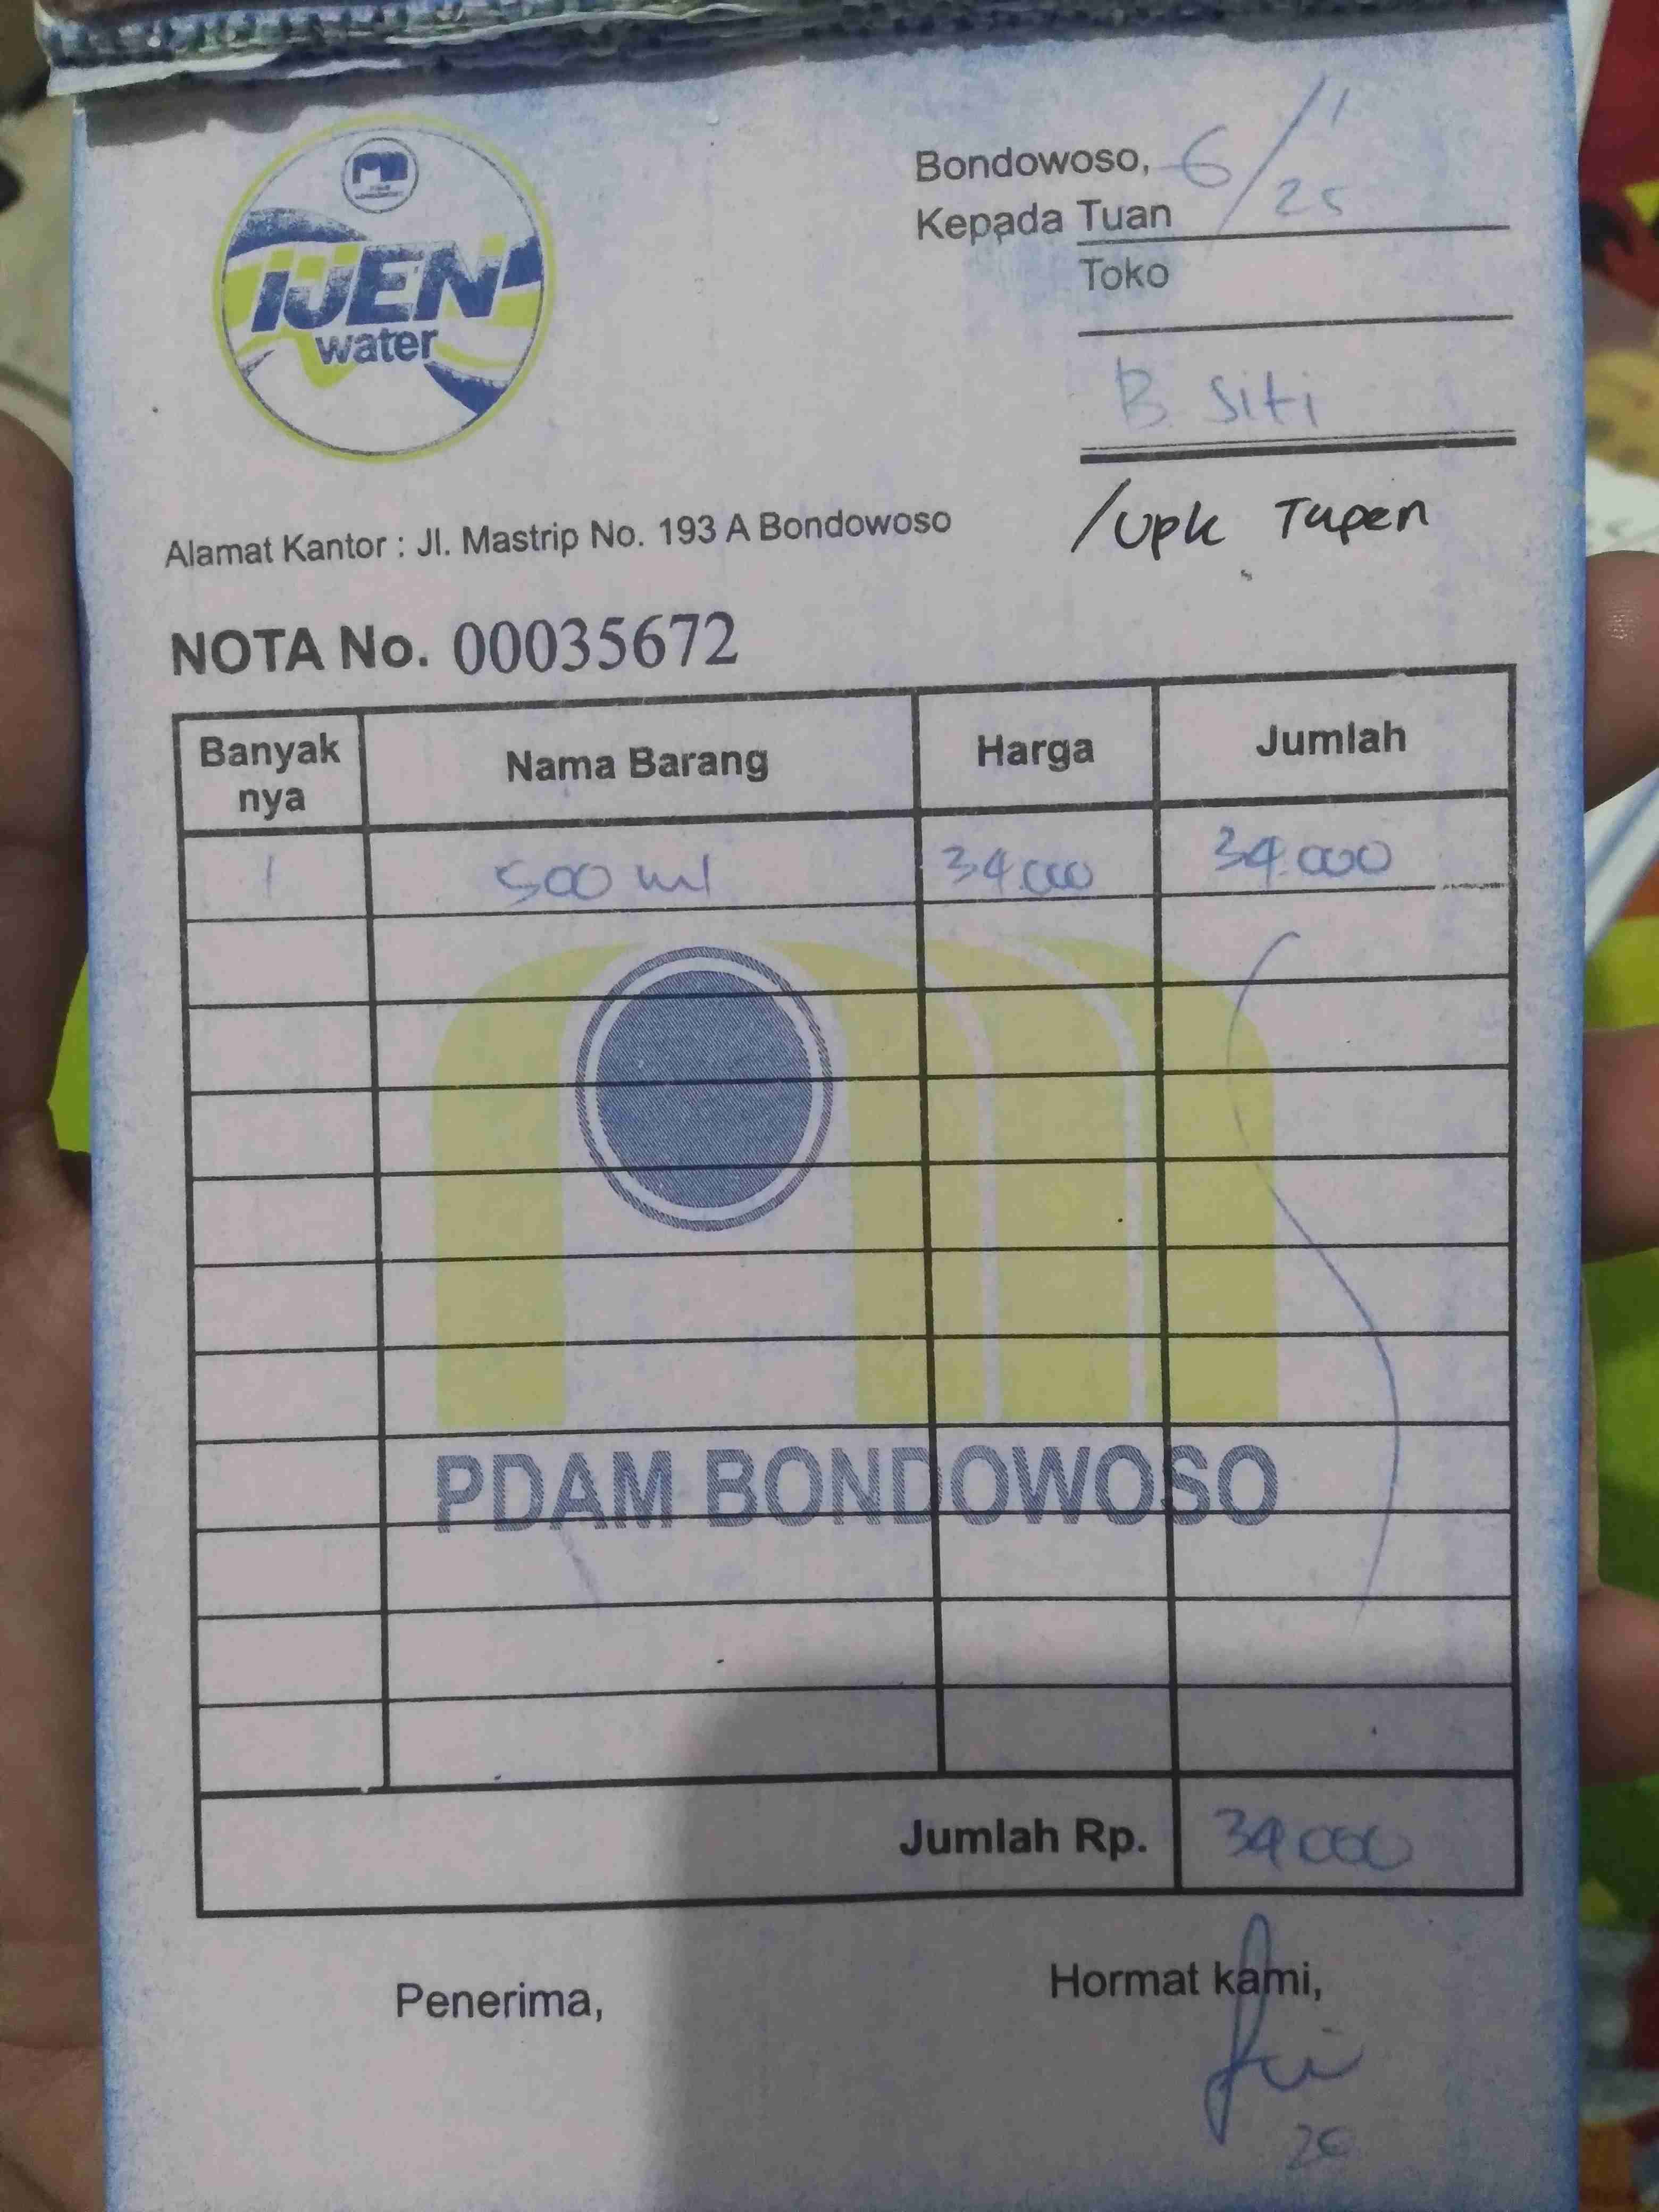 IJEN
water
Bondowoso, 6/1/25
Kepada Tuan
Toko
B. Siti
/Upk Tapen
Alamat Kantor : Jl. Mastrip No. 193 A Bondowoso
NOTA No. 00035672
Banyak nya Nama Barang Harga Jumlah
1 500 ml 34.000 34.000
PDAM BONDOWOSO
Jumlah Rp. 34.000
Penerima, Hormat kami,